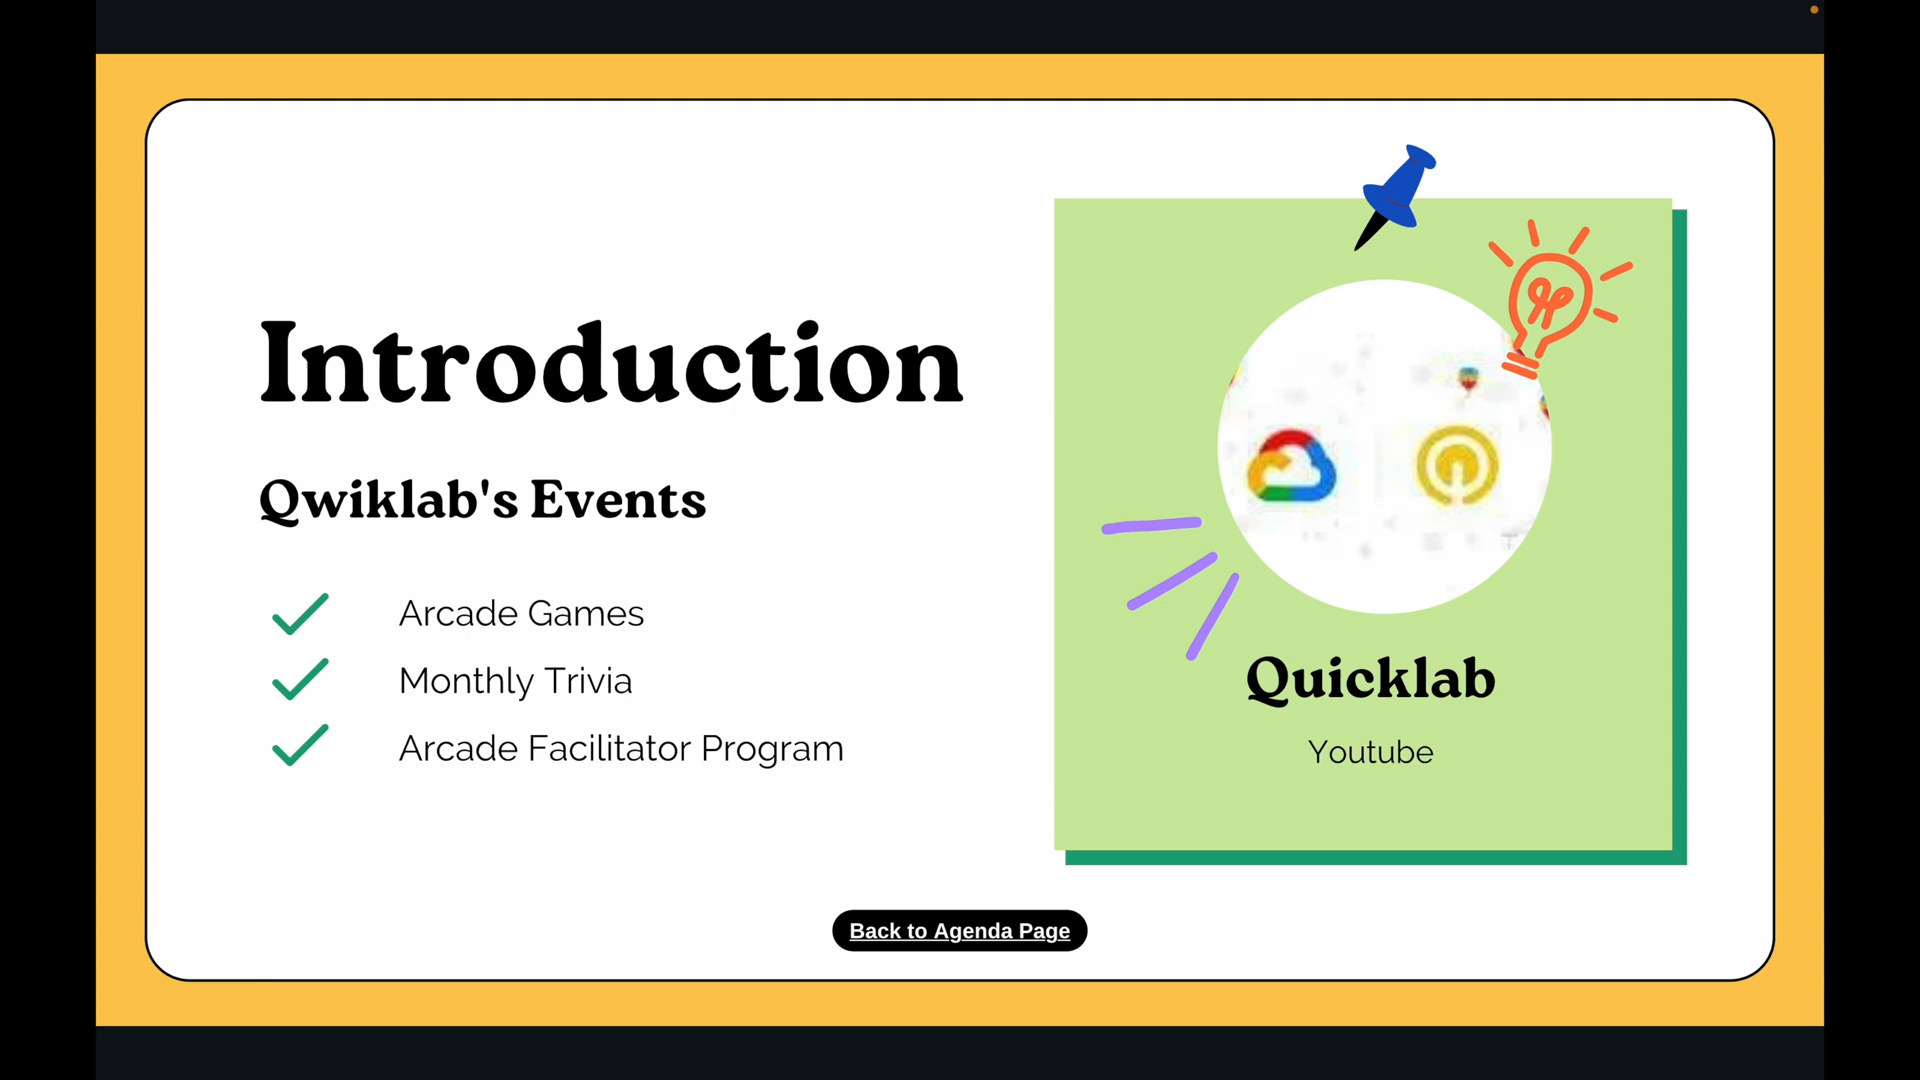 Introduction
Qwiklab's Events
Arcade Games
Monthly Trivia
Arcade Facilitator Program
Quicklab
Youtube
Back to Agenda Page